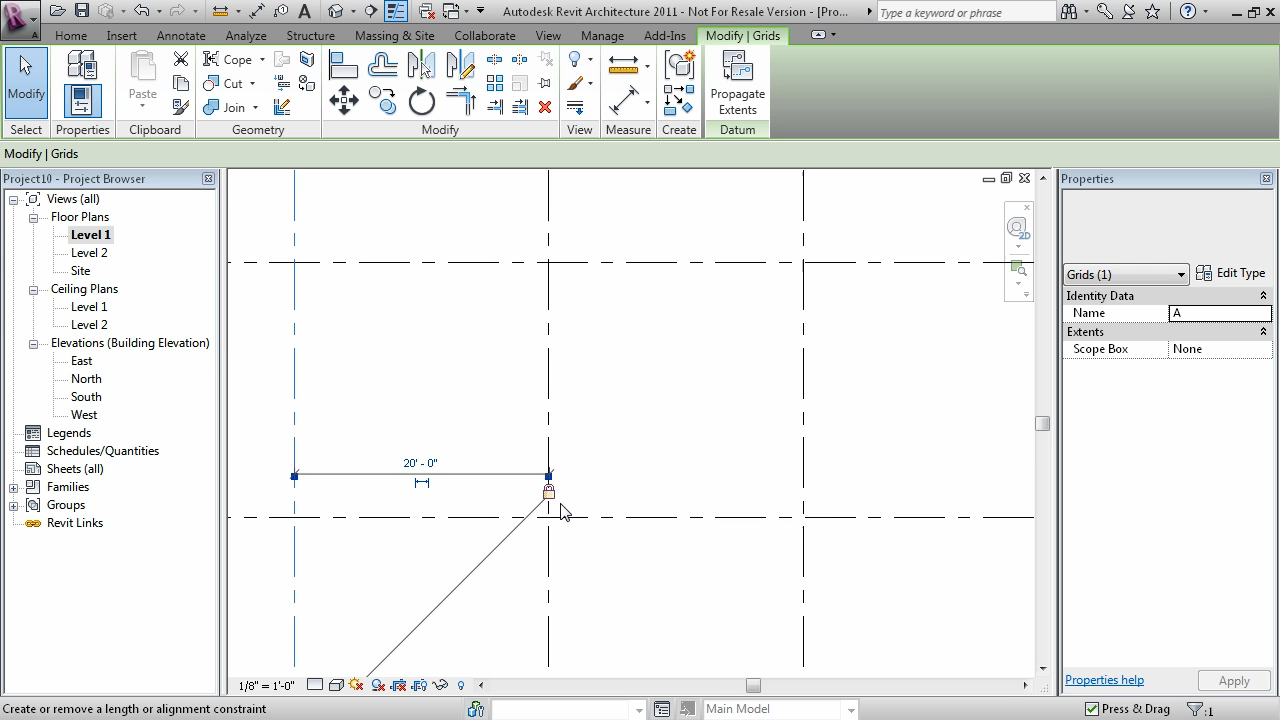 Autodesk Revit Architecture 2011 - Not For Resale Version - [Pro...
Type a keyword or phrase
Home Insert Annotate Analyze Structure Massing & Site Collaborate View Manage Add-Ins Modify | Grids
Modify
Paste
Cope
Cut
Join
Propagate
Extents
Select Properties Clipboard Geometry Modify View Measure Create Datum
Modify | Grids
Project10 - Project Browser
Views (all)
Floor Plans
Level 1
Level 2
Site
Ceiling Plans
Level 1
Level 2
Elevations (Building Elevation)
East
North
South
West
Legends
Schedules/Quantities
Sheets (all)
Families
Groups
Revit Links
20' - 0"
2D
Properties
Grids (1)
Edit Type
Identity Data
Name A
Extents
Scope Box None
Properties help
Apply
1/8" = 1'-0"
Create or remove a length or alignment constraint
Main Model
Press & Drag
:1